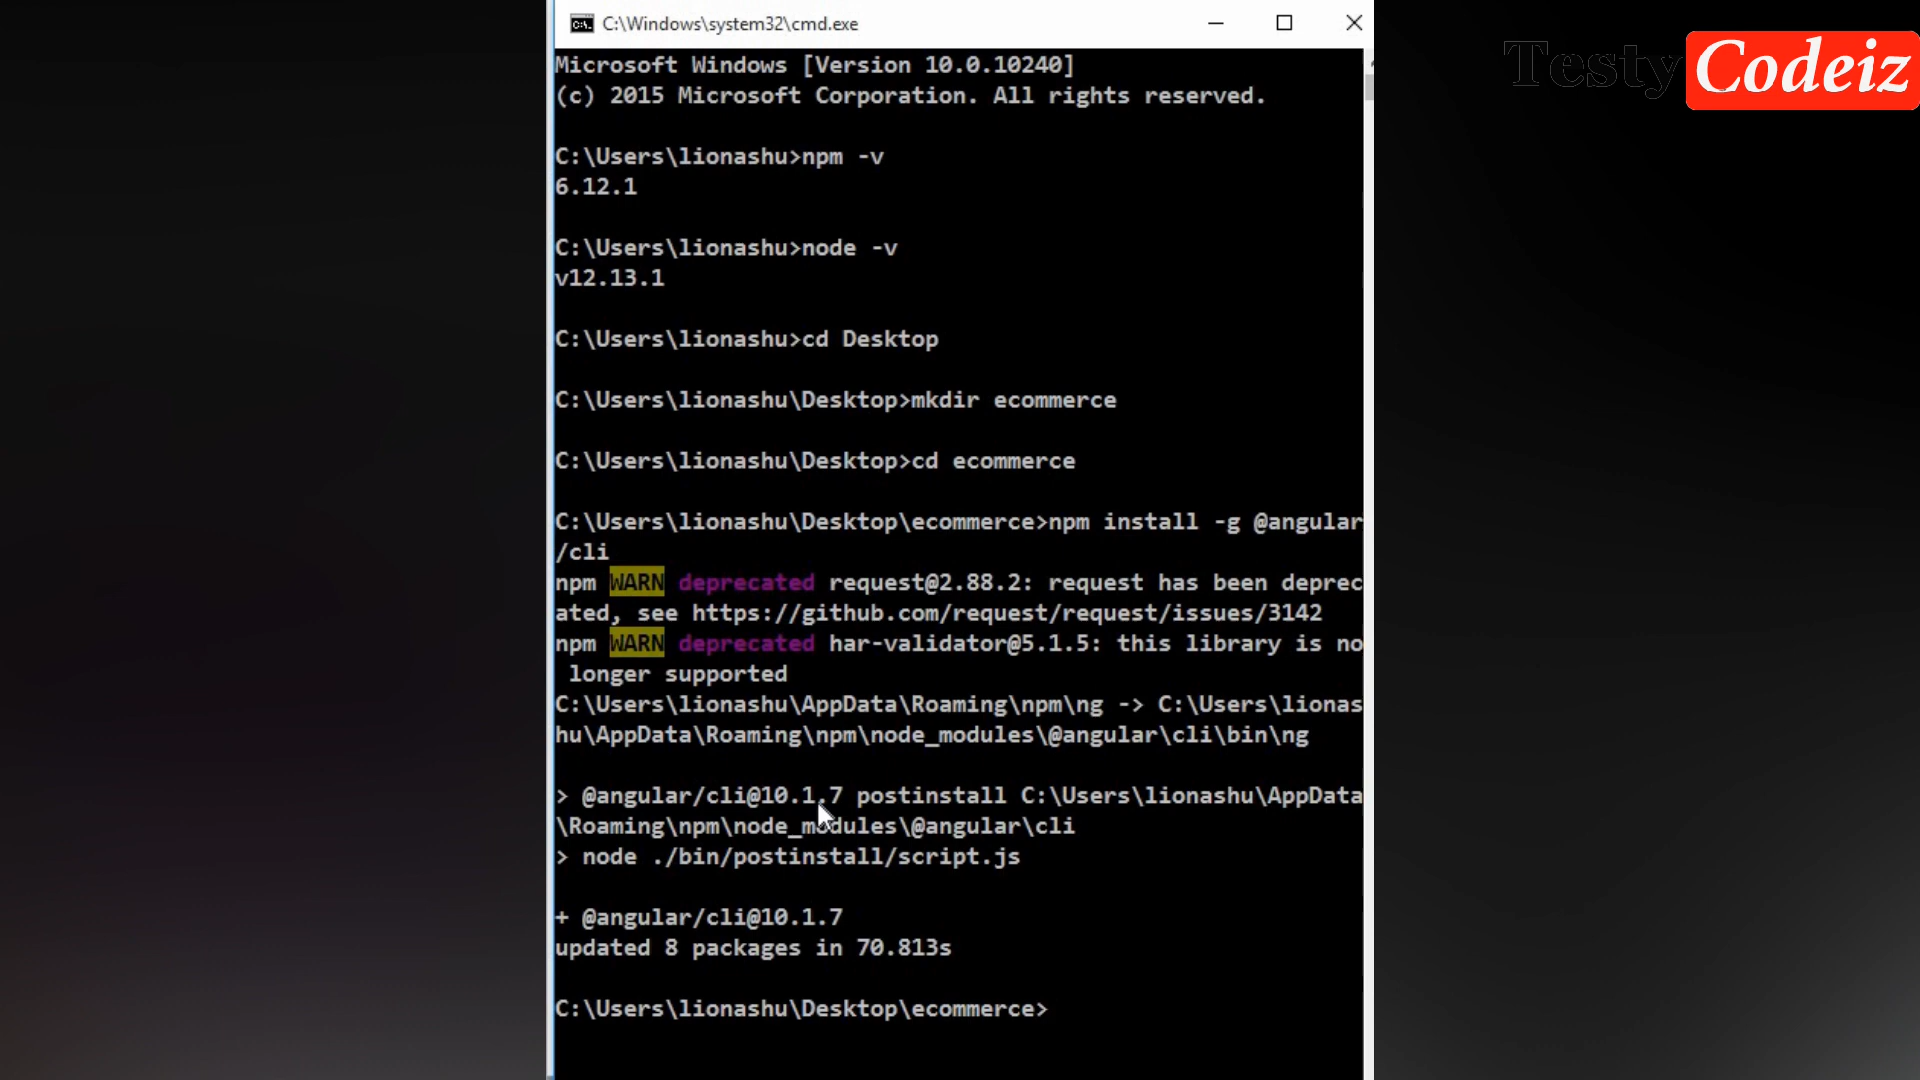 C:\Windows\system32\cmd.exe
Testy Codeiz
Microsoft Windows [Version 10.0.10240]
(c) 2015 Microsoft Corporation. All rights reserved.
C:\Users\lionashu>npm -v
6.12.1
C:\Users\lionashu>node -v
v12.13.1
C:\Users\lionashu>cd Desktop
C:\Users\lionashu\Desktop>mkdir ecommerce
C:\Users\lionashu\Desktop>cd ecommerce
C:\Users\lionashu\Desktop\ecommerce>npm install -g @angular
/cli
npm WARN deprecated request@2.88.2: request has been deprec
ated, see https://github.com/request/request/issues/3142
npm WARN deprecated har-validator@5.1.5: this library is no
longer supported
C:\Users\lionashu\AppData\Roaming\npm\ng -> C:\Users\lionas
hu\AppData\Roaming\npm\node_modules\@angular\cli\bin\ng
> @angular/cli@10.1.7 postinstall C:\Users\lionashu\AppData
\Roaming\npm\node_modules\@angular\cli
> node ./bin/postinstall/script.js
+ @angular/cli@10.1.7
updated 8 packages in 70.813s
C:\Users\lionashu\Desktop\ecommerce>